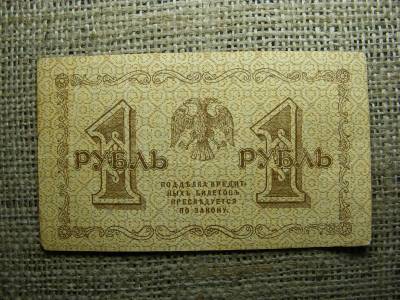 1 РУБЛЬ
1 РУБЛЬ
ПОДДѢЛКА КРЕДИТ-
НЫХЪ БИЛЕТОВЪ
ПРЕСЛѢДУЕТСЯ
ПО ЗАКОНУ.